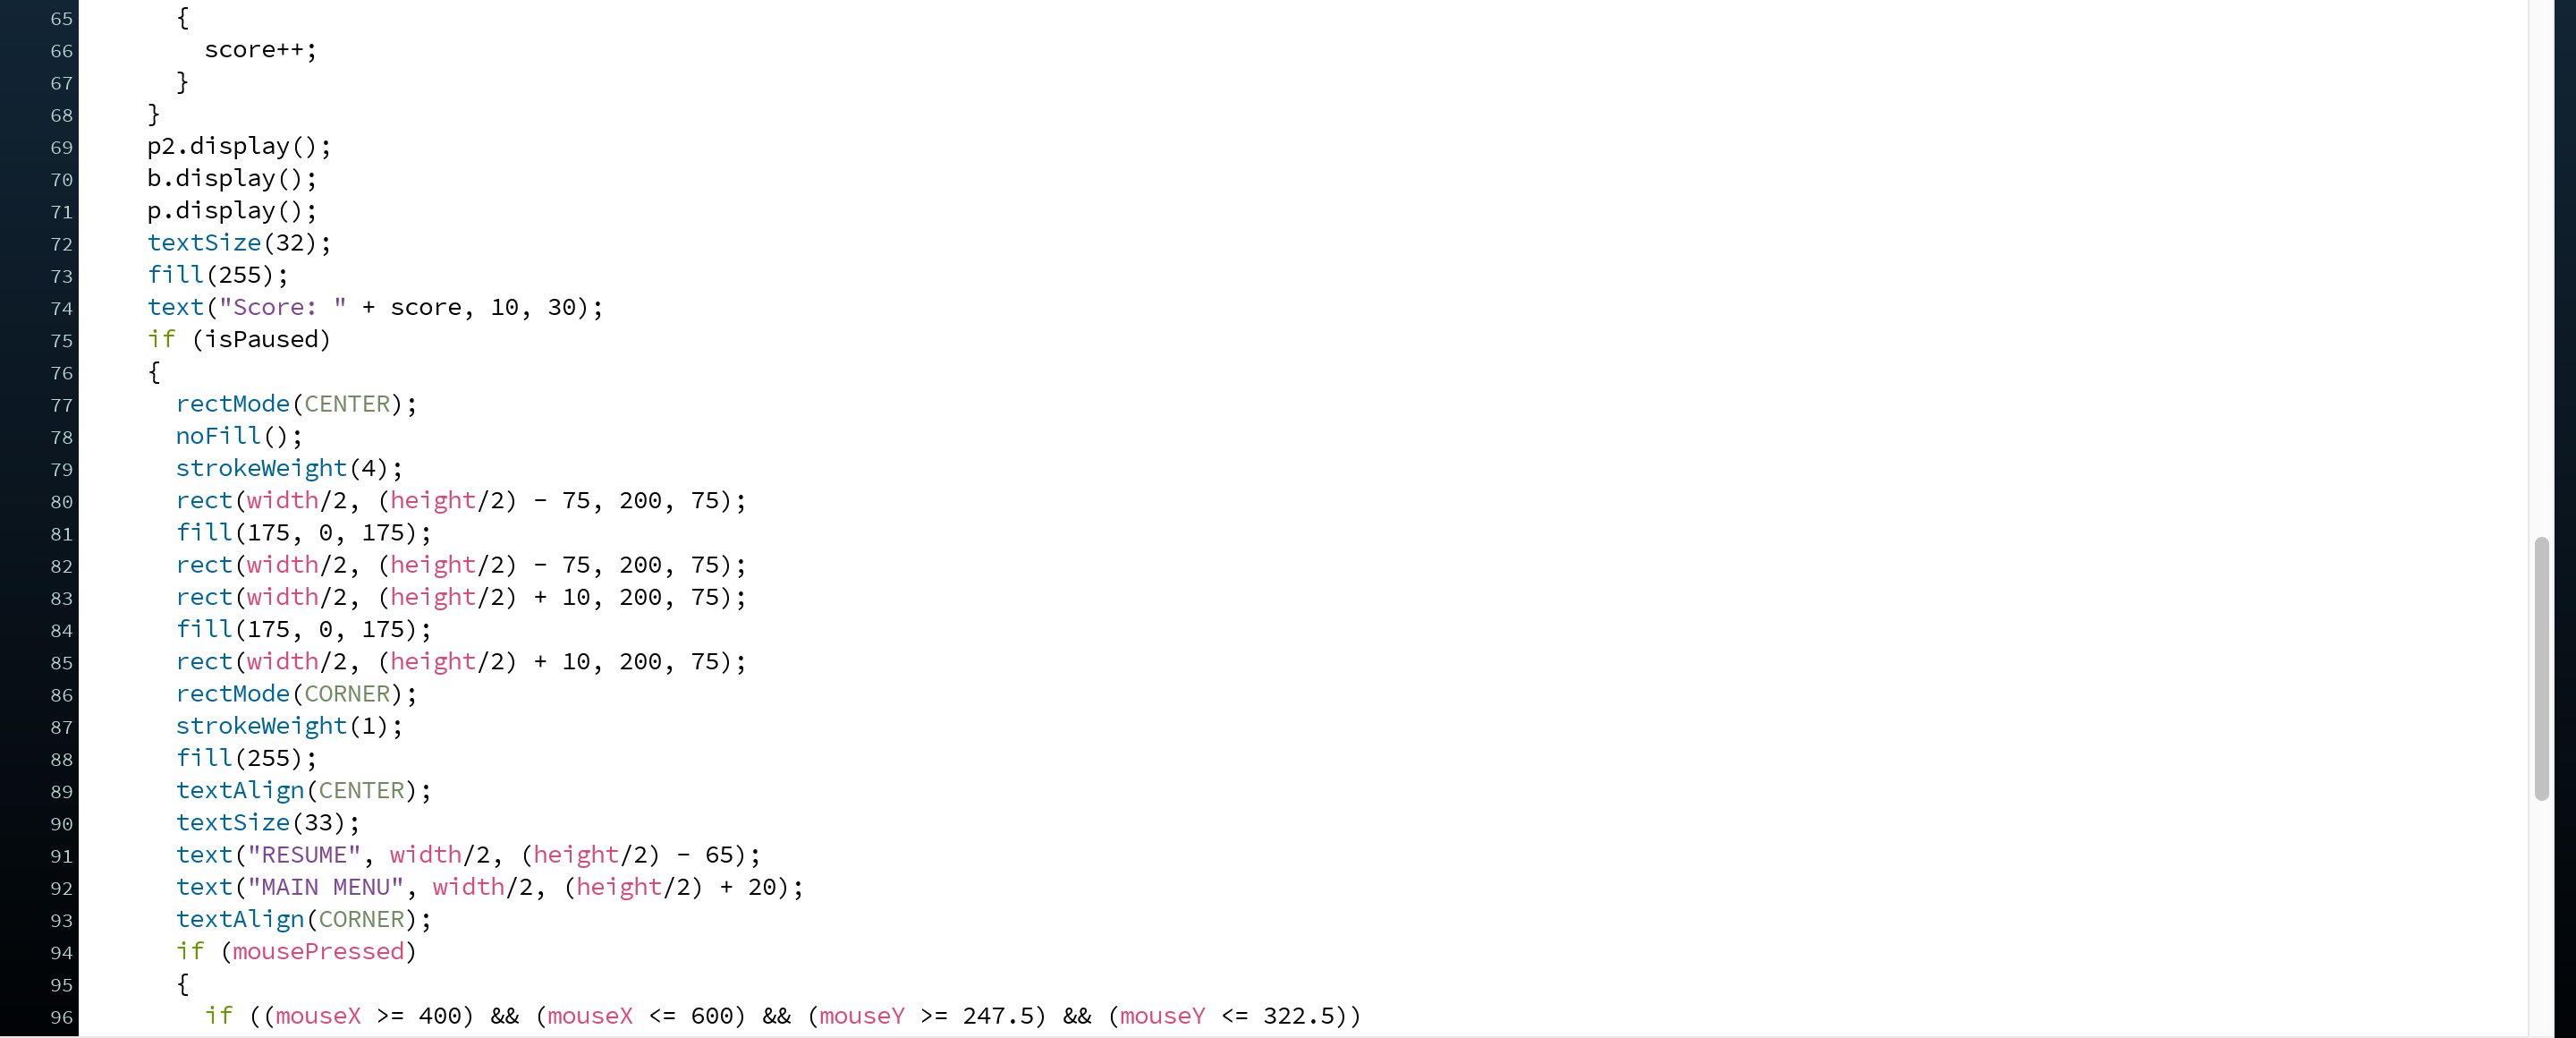 65 {
66 score++;
67 }
68 }
69 p2.display();
70 b.display();
71 p.display();
72 textSize(32);
73 fill(255);
74 text("Score: " + score, 10, 30);
75 if (isPaused)
76 {
77 rectMode(CENTER);
78 noFill();
79 strokeWeight(4);
80 rect(width/2, (height/2) - 75, 200, 75);
81 fill(175, 0, 175);
82 rect(width/2, (height/2) - 75, 200, 75);
83 rect(width/2, (height/2) + 10, 200, 75);
84 fill(175, 0, 175);
85 rect(width/2, (height/2) + 10, 200, 75);
86 rectMode(CORNER);
87 strokeWeight(1);
88 fill(255);
89 textAlign(CENTER);
90 textSize(33);
91 text("RESUME", width/2, (height/2) - 65);
92 text("MAIN MENU", width/2, (height/2) + 20);
93 textAlign(CORNER);
94 if (mousePressed)
95 {
96 if ((mouseX >= 400) && (mouseX <= 600) && (mouseY >= 247.5) && (mouseY <= 322.5))